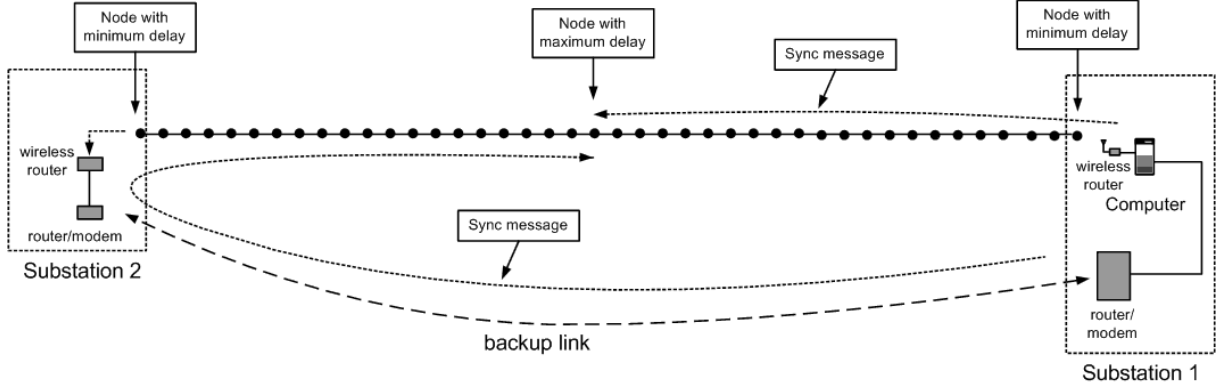 Node with
minimum delay
Node with
maximum delay
Node with
minimum delay
Sync message
wireless
router
router/modem
Substation 2
Sync message
backup link
wireless
router
Computer
router/
modem
Substation 1